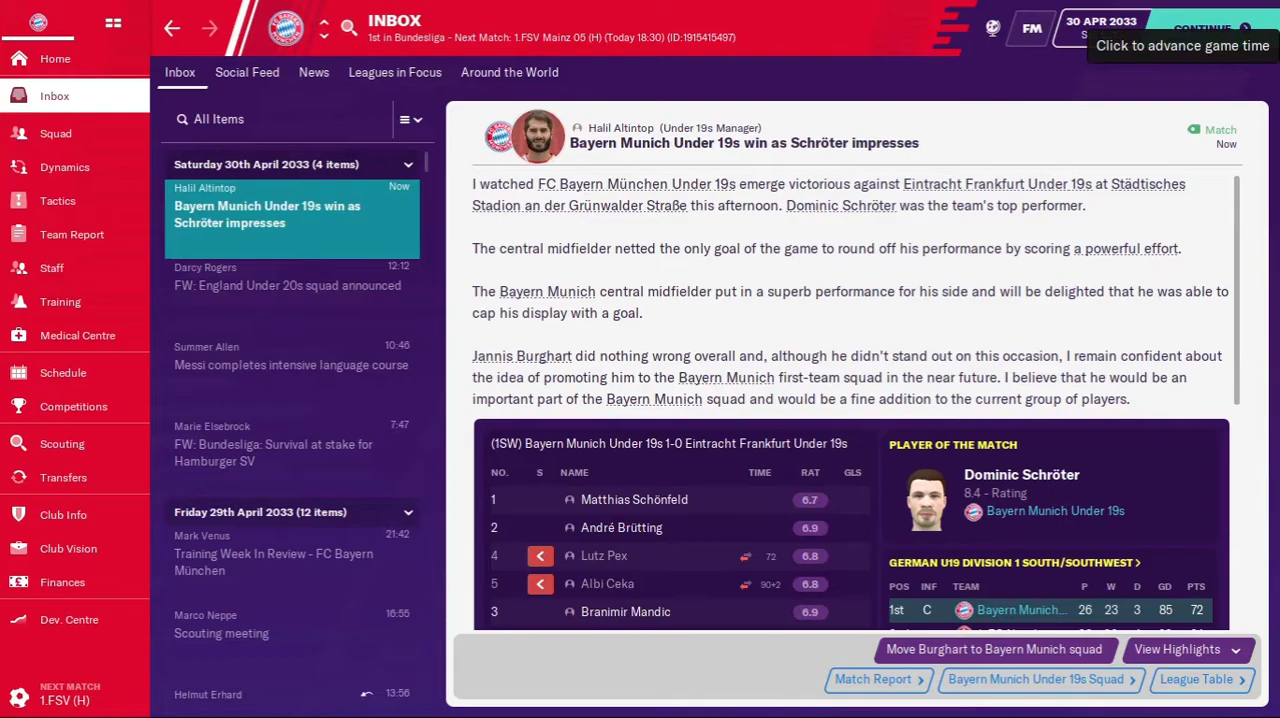 INBOX
1st in Bundesliga - Next Match: 1.FSV Mainz 05 (H) (Today 18:30) (ID:1915415497)
FM
30 APR 2033
CONTINUE
Click to advance game time
Home
Inbox
Squad
Dynamics
Tactics
Team Report
Staff
Training
Medical Centre
Schedule
Competitions
Scouting
Transfers
Club Info
Club Vision
Finances
Dev. Centre
NEXT MATCH
1.FSV (H)
Inbox Social Feed News Leagues in Focus Around the World
All Items
Saturday 30th April 2033 (4 items)
Halil Altintop Now
Bayern Munich Under 19s win as
Schröter impresses
Darcy Rogers 12:12
FW: England Under 20s squad announced
Summer Allen 10:46
Messi completes intensive language course
Marie Elsebrock 7:47
FW: Bundesliga: Survival at stake for
Hamburger SV
Friday 29th April 2033 (12 items)
Mark Venus 21:42
Training Week In Review - FC Bayern
München
Marco Neppe 16:55
Scouting meeting
Helmut Erhard 13:56
Halil Altintop (Under 19s Manager)
Bayern Munich Under 19s win as Schröter impresses
Match
Now
I watched FC Bayern München Under 19s emerge victorious against Eintracht Frankfurt Under 19s at Städtisches
Stadion an der Grünwalder Straße this afternoon. Dominic Schröter was the team's top performer.
The central midfielder netted the only goal of the game to round off his performance by scoring a powerful effort.
The Bayern Munich central midfielder put in a superb performance for his side and will be delighted that he was able to
cap his display with a goal.
Jannis Burghart did nothing wrong overall and, although he didn't stand out on this occasion, I remain confident about
the idea of promoting him to the Bayern Munich first-team squad in the near future. I believe that he would be an
important part of the Bayern Munich squad and would be a fine addition to the current group of players.
(1SW) Bayern Munich Under 19s 1-0 Eintracht Frankfurt Under 19s
NO. S NAME TIME RAT GLS
1 Matthias Schönfeld 6.7
2 André Brütting 6.9
4 Lutz Pex 72 6.8
5 Albi Ceka 90+2 6.8
3 Branimir Mandic 6.9
PLAYER OF THE MATCH
Dominic Schröter
8.4 - Rating
Bayern Munich Under 19s
GERMAN U19 DIVISION 1 SOUTH/SOUTHWEST >
POS INF TEAM P W D GD PTS
1st C Bayern Munich... 26 23 3 85 72
Move Burghart to Bayern Munich squad
View Highlights
Match Report >
Bayern Munich Under 19s Squad >
League Table >